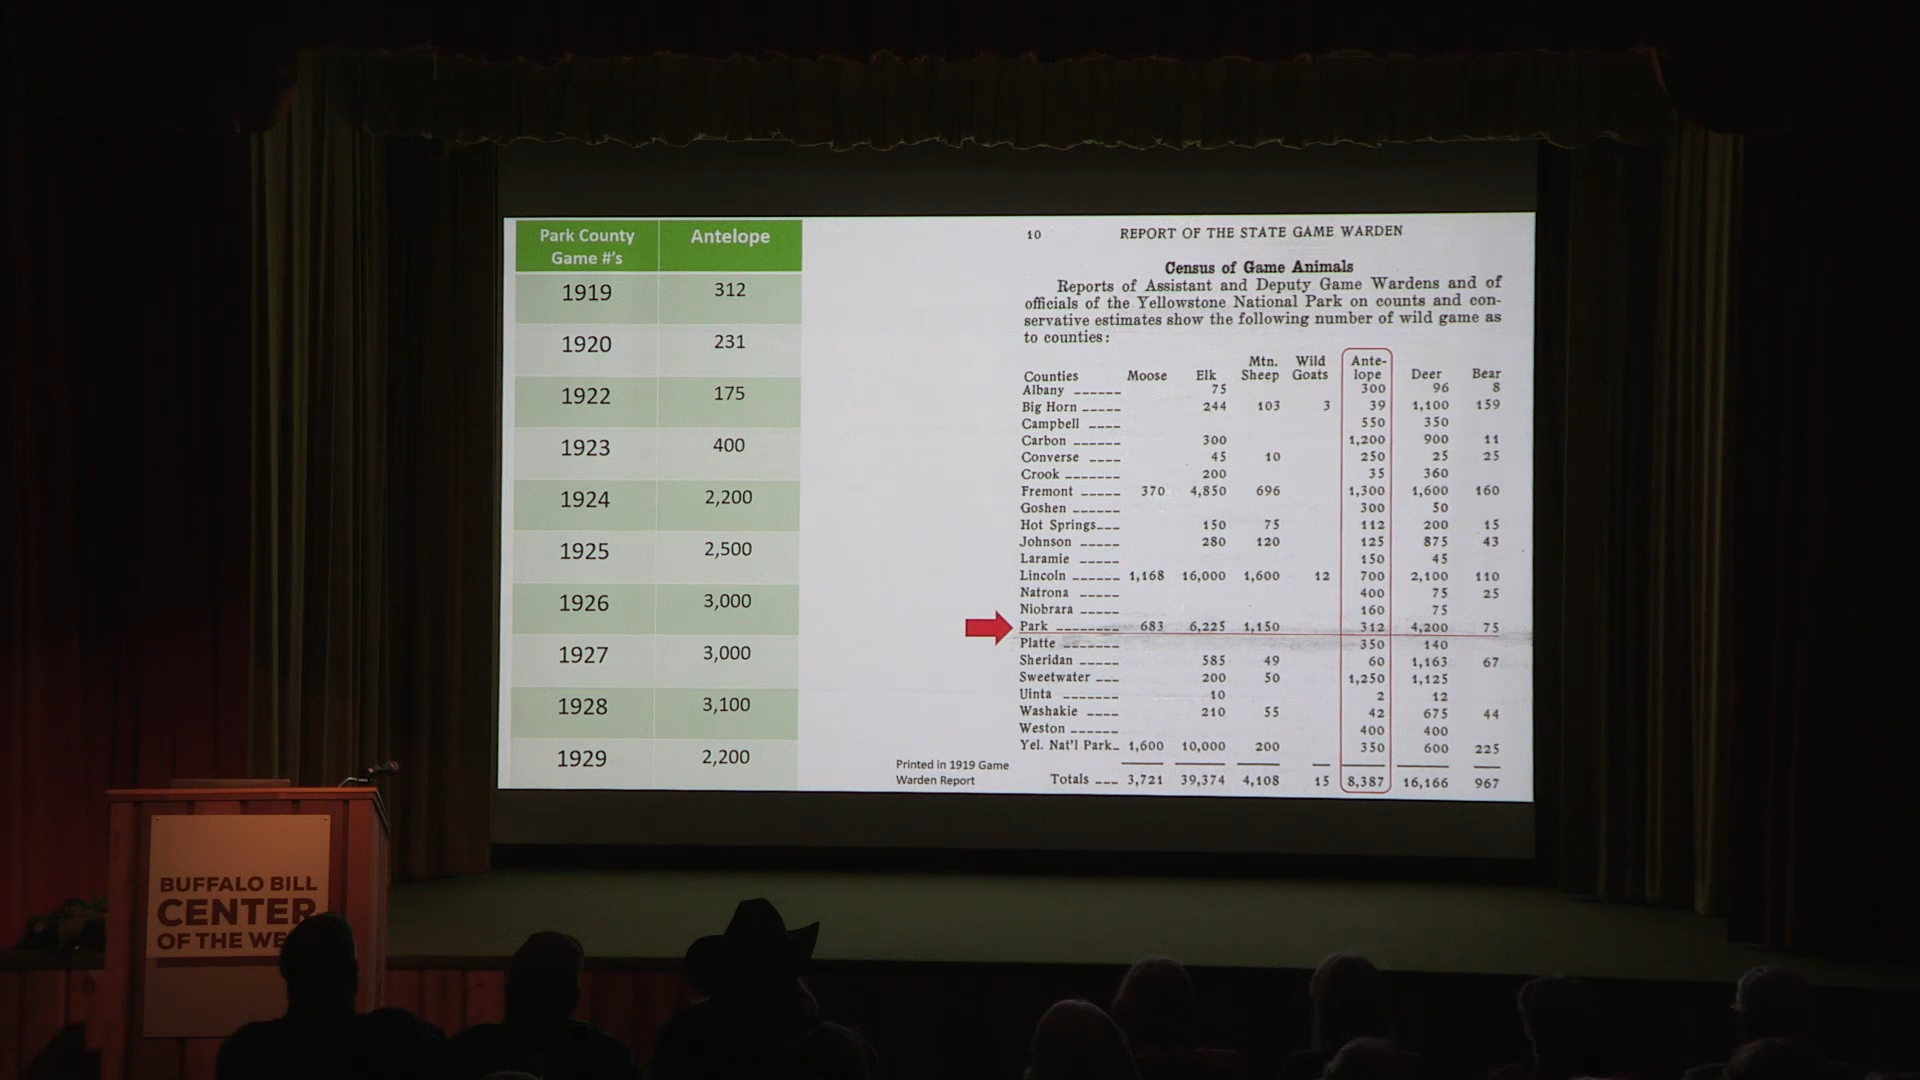 Park County Game #'s Antelope
1919 312
1920 231
1922 175
1923 400
1924 2,200
1925 2,500
1926 3,000
1927 3,000
1928 3,100
1929 2,200
10 REPORT OF THE STATE GAME WARDEN
Census of Game Animals
Reports of Assistant and Deputy Game Wardens and of
officials of the Yellowstone National Park on counts and con-
servative estimates show the following number of wild game as
to counties:
Counties Moose Elk Mtn. Sheep Wild Goats Ante-lope Deer Bear
Albany ------ 75 300 96 8
Big Horn ----- 244 103 3 39 1,100 159
Campbell ---- 550 350
Carbon ------ 300 1,200 900 11
Converse ---- 45 10 250 25 25
Crook ------- 200 35 360
Fremont ----- 370 4,850 696 1,300 1,600 160
Goshen ------ 300 50
Hot Springs--- 150 75 112 200 15
Johnson ----- 280 120 125 875 43
Laramie ----- 150 45
Lincoln ------ 1,168 16,000 1,600 12 700 2,100 110
Natrona ----- 400 75 25
Niobrara ----- 160 75
Park -------- 683 6,225 1,150 312 4,200 75
Platte ------- 350 140
Sheridan ----- 585 49 60 1,163 67
Sweetwater --- 200 50 1,250 1,125
Uinta ------- 10 2 12
Washakie ---- 210 55 42 675 44
Weston ------ 400 400
Yel. Nat'l Park- 1,600 10,000 200 350 600 225
Totals --- 3,721 39,374 4,108 15 8,387 16,166 967
Printed in 1919 Game
Warden Report
BUFFALO BILL
CENTER
OF THE